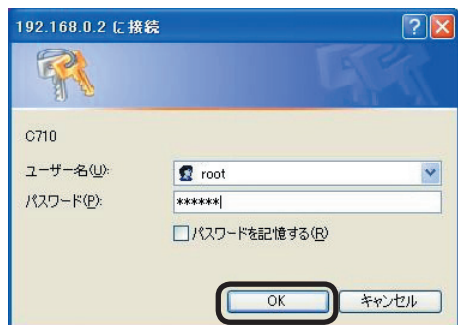 192.168.0.2 に接続
C710
ユーザー名(U):
root
パスワード(P):
******
パスワードを記憶する(R)
OK キャンセル